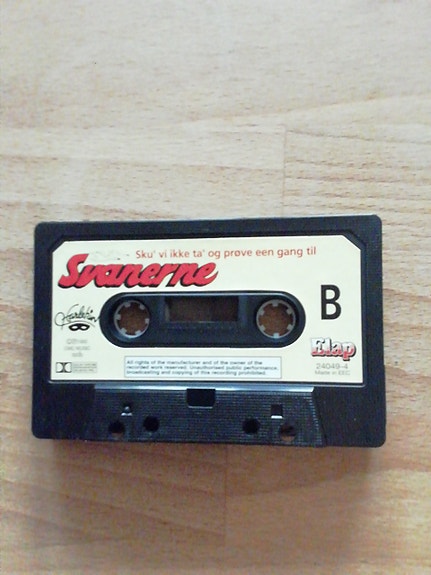 - Sku' vi ikke ta' og prøve een gang til
Svanerne
B
Harlekin
Elap
24049-4
Made in EEC
All rights of the manufacturer and of the owner of the
recorded work reserved. Unauthorised public performance,
broadcasting and copying of this recording prohibited.